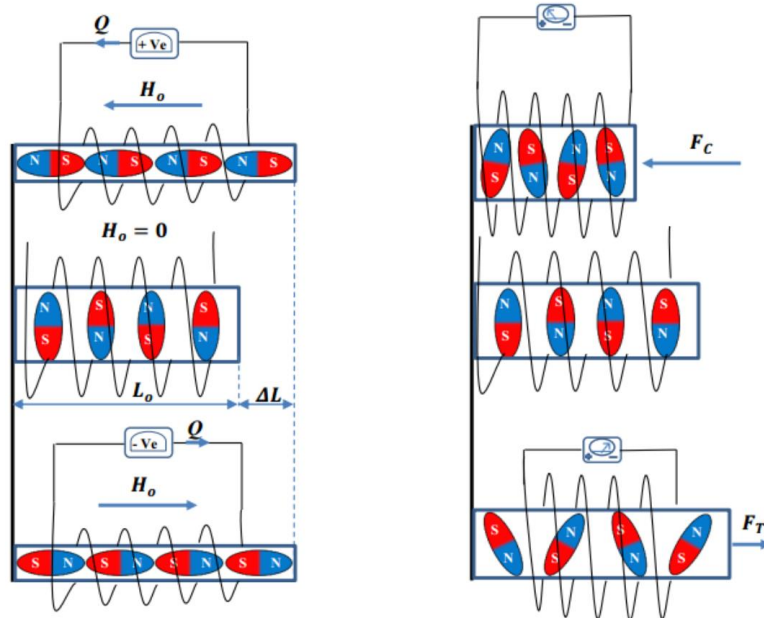 Q
+ Ve
H_o
N S N S N S N S
H_o = 0
N S N S
S N S N
L_o
ΔL
- Ve
Q
H_o
S N S N S N S N
+ -
N S N S
S N S N
F_C
N S N S
S N S N
+ -
S N S N
N S N S
F_T